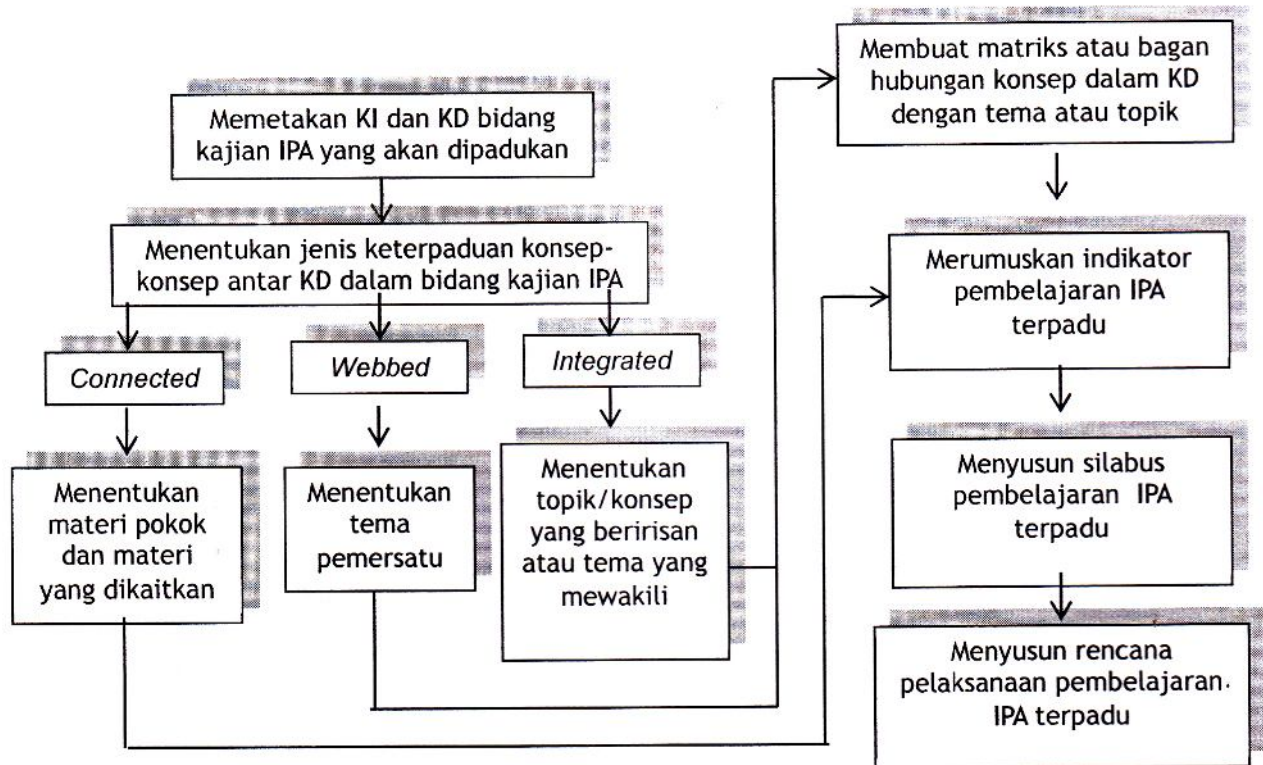 Memetakan KI dan KD bidang
kajian IPA yang akan dipadukan
Menentukan jenis keterpaduan konsep-
konsep antar KD dalam bidang kajian IPA
Connected
Webbed
Integrated
Menentukan
materi pokok
dan materi
yang dikaitkan
Menentukan
tema
pemersatu
Menentukan
topik/konsep
yang beririsan
atau tema yang
mewakili
Membuat matriks atau bagan
hubungan konsep dalam KD
dengan tema atau topik
Merumuskan indikator
pembelajaran IPA
terpadu
Menyusun silabus
pembelajaran IPA
terpadu
Menyusun rencana
pelaksanaan pembelajaran.
IPA terpadu